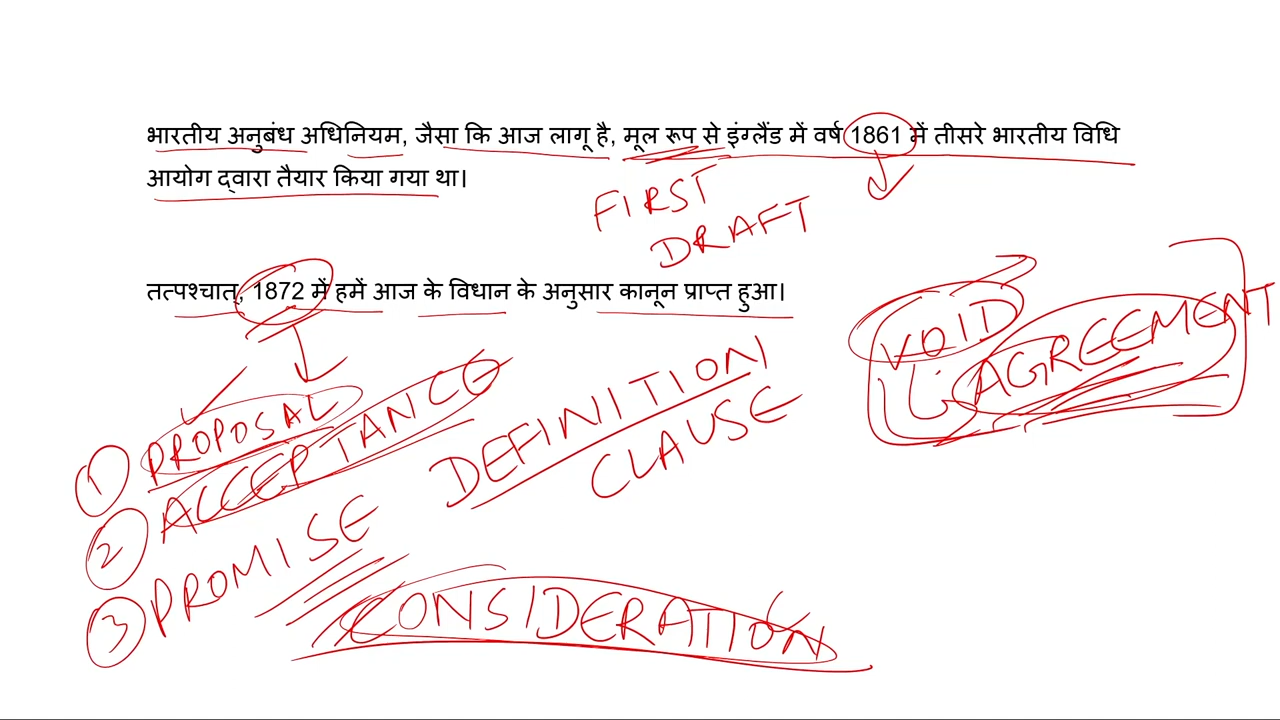 भारतीय अनुबंध अधिनियम, जैसा कि आज लागू है, मूल रूप से इंग्लैंड में वर्ष 1861 में तीसरे भारतीय विधि
आयोग द्वारा तैयार किया गया था।
FIRST
DRAFT
तत्पश्चात, 1872 में हमें आज के विधान के अनुसार कानून प्राप्त हुआ।
VOID
AGREEMENT
1 PROPOSAL
2 ACCEPTANCE
DEFINITION
CLAUSE
3 PROMISE
CONSIDERATION